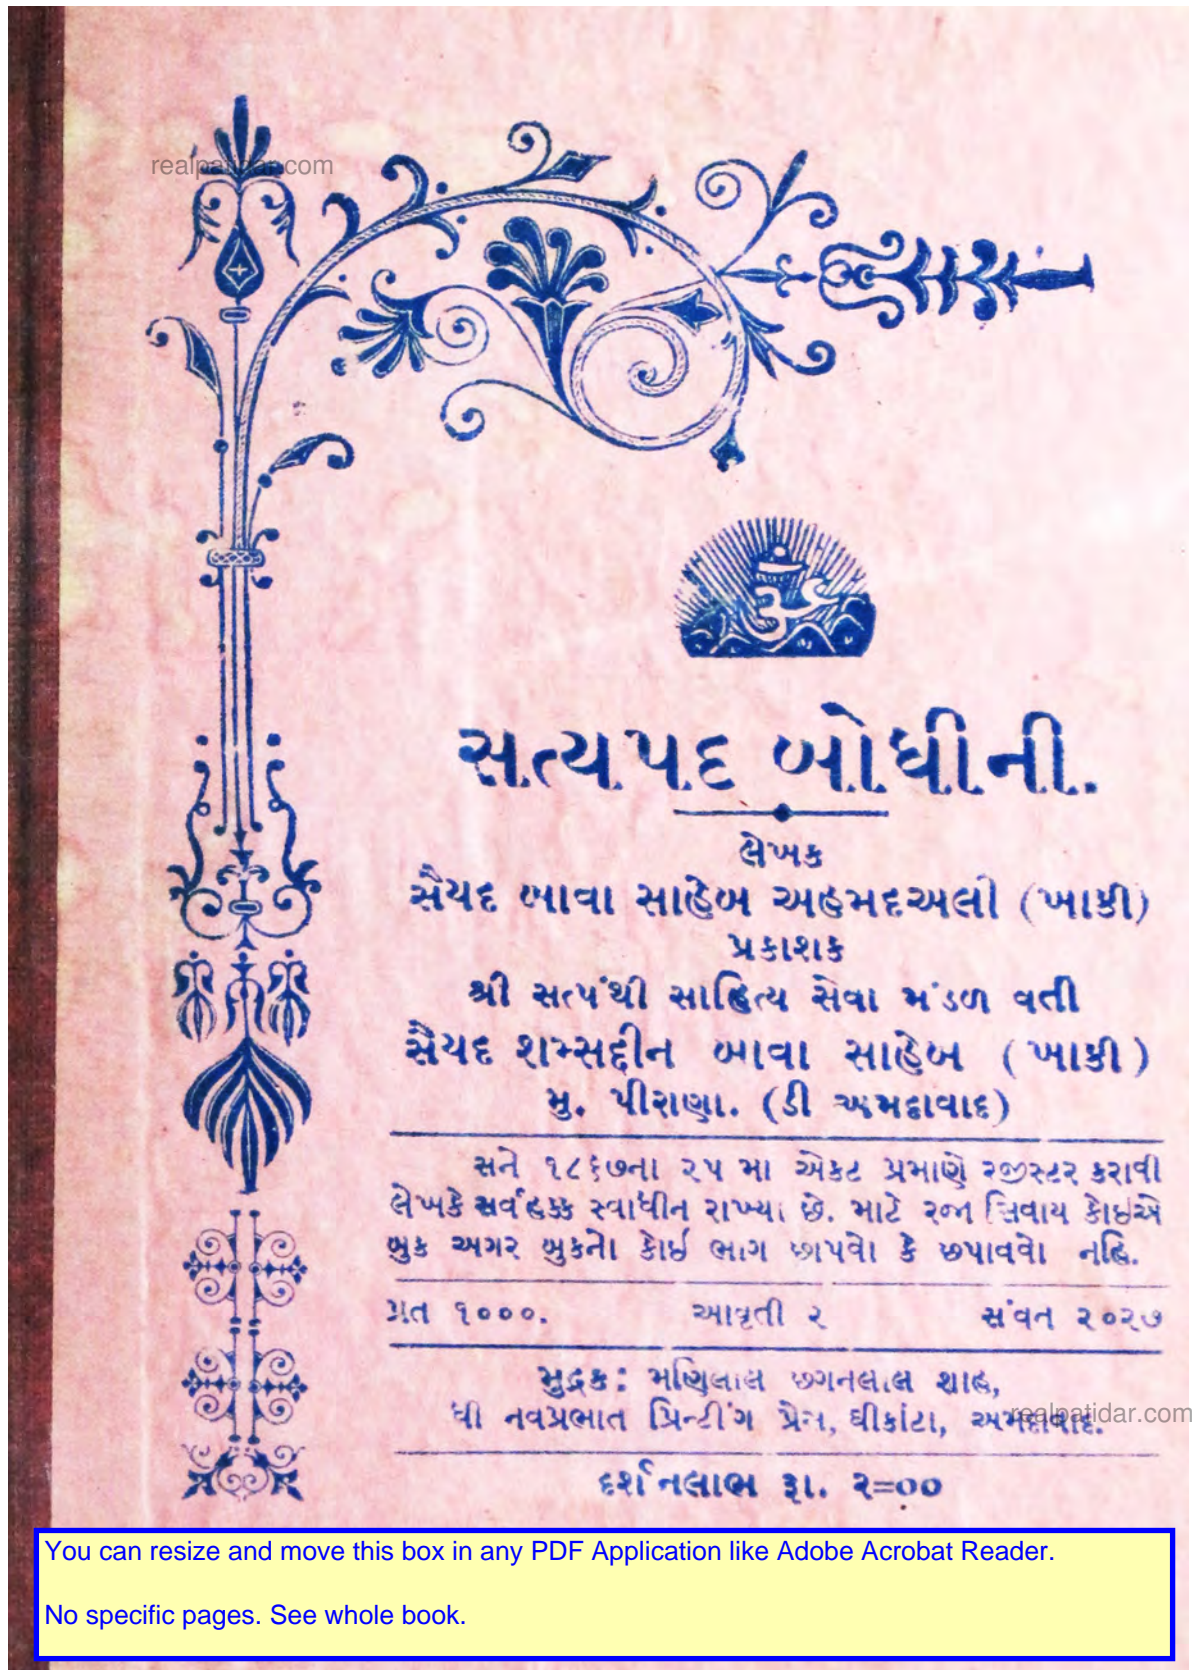 realpatidar.com
ॐ
સત્યપદ બોધીની.
લેખક
સૈયદ બાવા સાહેબ અહમદઅલી (ખાકી)
પ્રકાશક
શ્રી સત્પંથી સાહિત્ય સેવા મંડળ વતી
સૈયદ શમ્સદ્દીન બાવા સાહેબ (ખાકી)
મુ. પીરાણા. (ડી અમદાવાદ)
સને ૧૮૬૭ના ૨૫ મા એકટ પ્રમાણે રજીસ્ટર કરાવી
લેખકે સર્વહક્ક સ્વાધીન રાખ્યા છે. માટે રજા સિવાય કોઇએ
બુક અગર બુકનો કોઇ ભાગ છાપવો કે છપાવવો નહિ.
પ્રત ૧૦૦૦. આવૃતી ૨ સંવત ૨૦૨૭
મુદ્રક: મણિલાલ છગનલાલ શાહ,
ધી નવપ્રભાત પ્રિન્ટીંગ પ્રેસ, ઘીકાંટા, અમદાવાદ.
realpatidar.com
દર્શનલાભ રૂા. ૨=૦૦
You can resize and move this box in any PDF Application like Adobe Acrobat Reader.
No specific pages. See whole book.